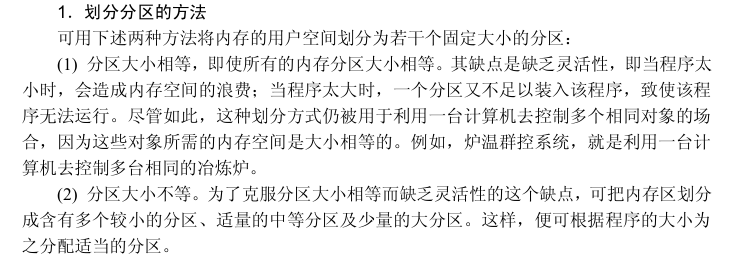 1．划分分区的方法
可用下述两种方法将内存的用户空间划分为若干个固定大小的分区：
(1) 分区大小相等，即使所有的内存分区大小相等。其缺点是缺乏灵活性，即当程序太
小时，会造成内存空间的浪费；当程序太大时，一个分区又不足以装入该程序，致使该程
序无法运行。尽管如此，这种划分方式仍被用于利用一台计算机去控制多个相同对象的场
合，因为这些对象所需的内存空间是大小相等的。例如，炉温群控系统，就是利用一台计
算机去控制多台相同的冶炼炉。
(2) 分区大小不等。为了克服分区大小相等而缺乏灵活性的这个缺点，可把内存区划分
成含有多个较小的分区、适量的中等分区及少量的大分区。这样，便可根据程序的大小为
之分配适当的分区。